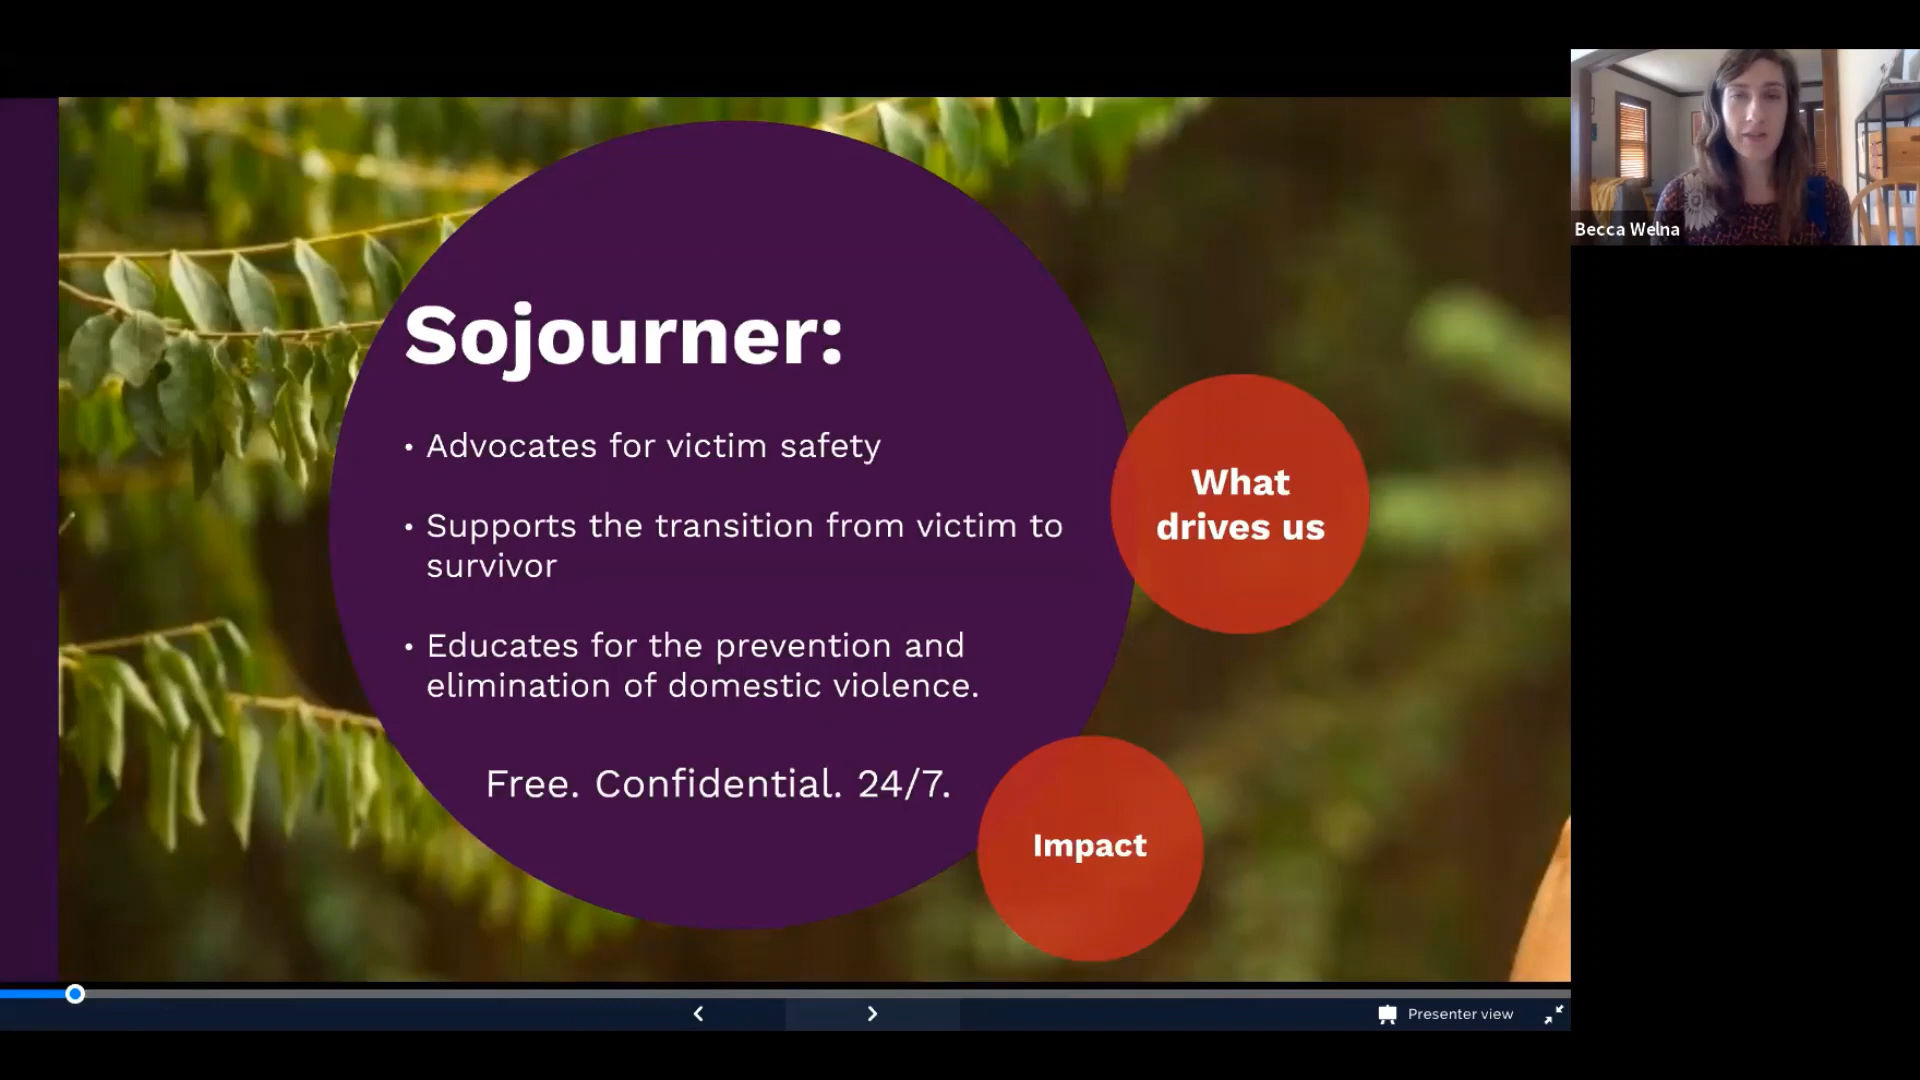 Sojourner:
• Advocates for victim safety
• Supports the transition from victim to
survivor
• Educates for the prevention and
elimination of domestic violence.
Free. Confidential. 24/7.
What
drives us
Impact
Becca Welna
Presenter view